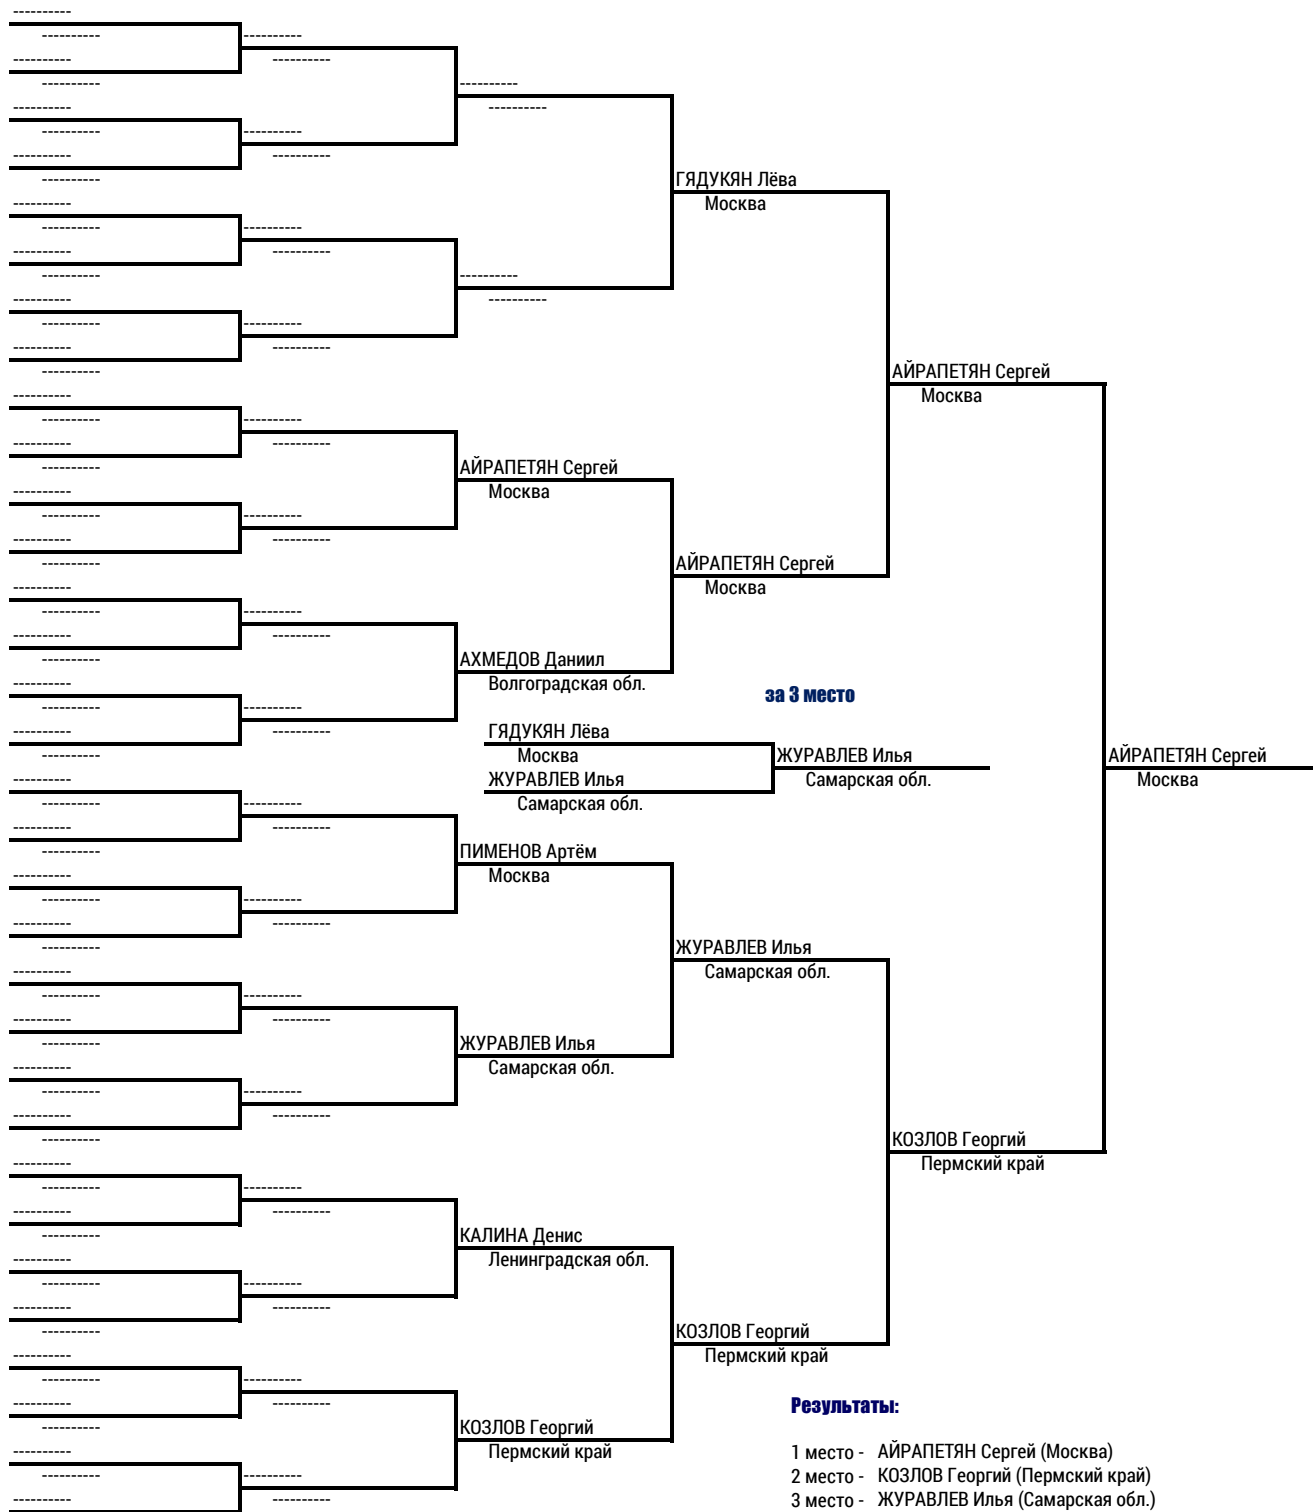 ГЯДУКЯН Лёва
Москва
АЙРАПЕТЯН Сергей
Москва
АЙРАПЕТЯН Сергей
Москва
АЙРАПЕТЯН Сергей
Москва
АХМЕДОВ Даниил
Волгоградская обл.
за 3 место
ГЯДУКЯН Лёва
Москва
ЖУРАВЛЕВ Илья
Самарская обл.
ЖУРАВЛЕВ Илья
Самарская обл.
АЙРАПЕТЯН Сергей
Москва
ПИМЕНОВ Артём
Москва
ЖУРАВЛЕВ Илья
Самарская обл.
ЖУРАВЛЕВ Илья
Самарская обл.
КОЗЛОВ Георгий
Пермский край
КАЛИНА Денис
Ленинградская обл.
КОЗЛОВ Георгий
Пермский край
КОЗЛОВ Георгий
Пермский край
Результаты:
1 место - АЙРАПЕТЯН Сергей (Москва)
2 место - КОЗЛОВ Георгий (Пермский край)
3 место - ЖУРАВЛЕВ Илья (Самарская обл.)